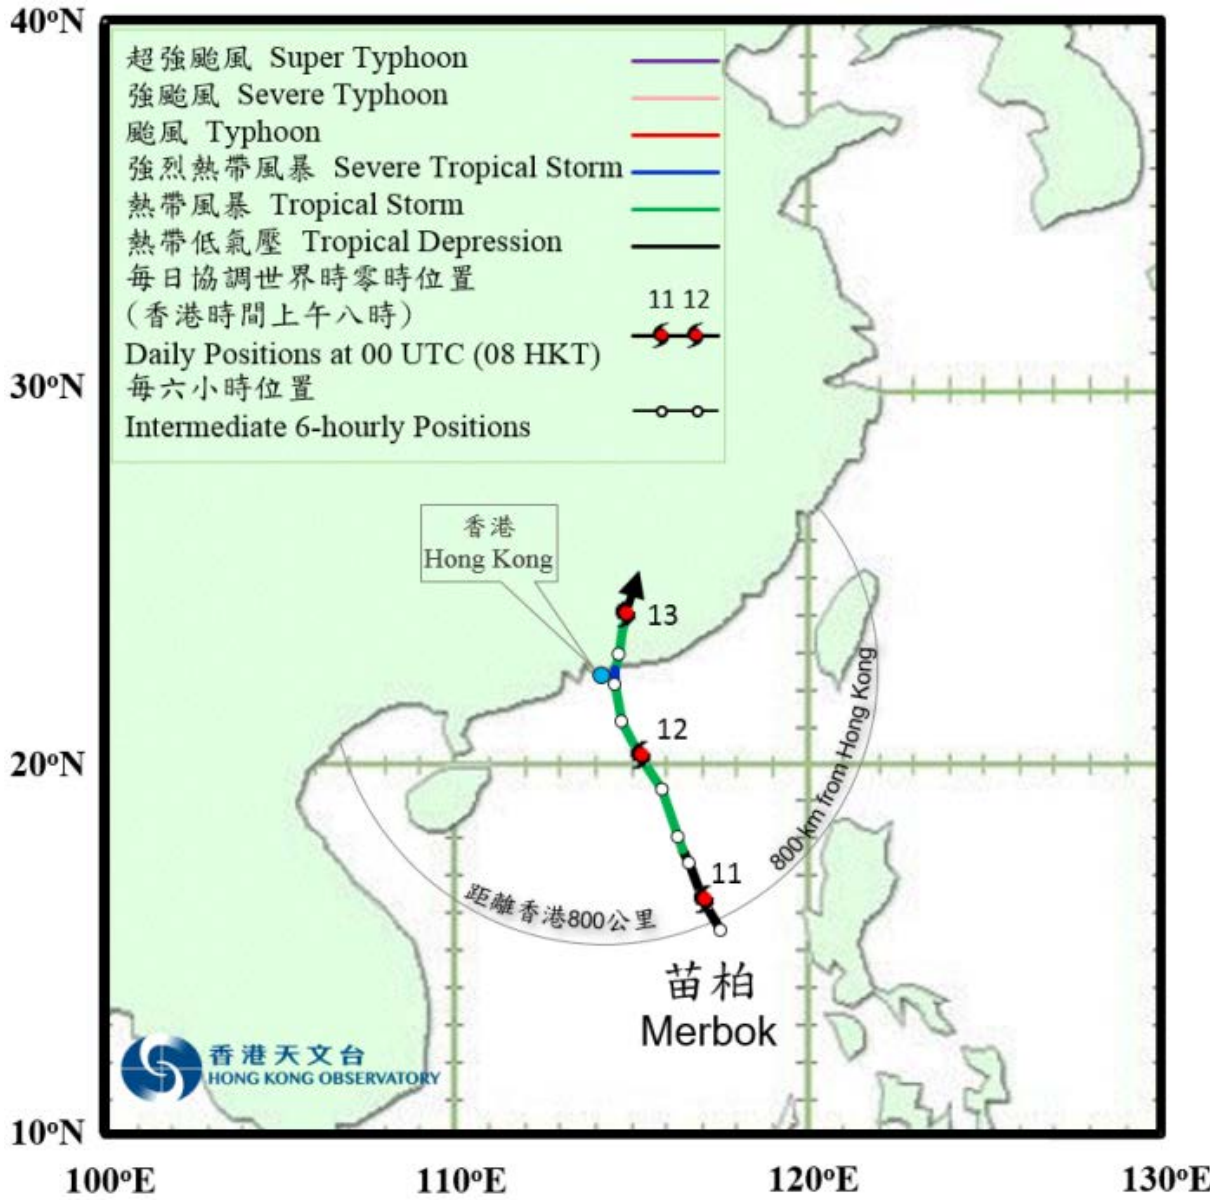 40°N
超強颱風 Super Typhoon
強颱風 Severe Typhoon
颱風 Typhoon
強烈熱帶風暴 Severe Tropical Storm
熱帶風暴 Tropical Storm
熱帶低氣壓 Tropical Depression
每日協調世界時零時位置
(香港時間上午八時)
11 12
Daily Positions at 00 UTC (08 HKT)
每六小時位置
Intermediate 6-hourly Positions
30°N
香港
Hong Kong
13
12
20°N
11
800 km from Hong Kong
距離香港800公里
苗柏
Merbok
香港天文台
HONG KONG OBSERVATORY
10°N
100°E
110°E
120°E
130°E